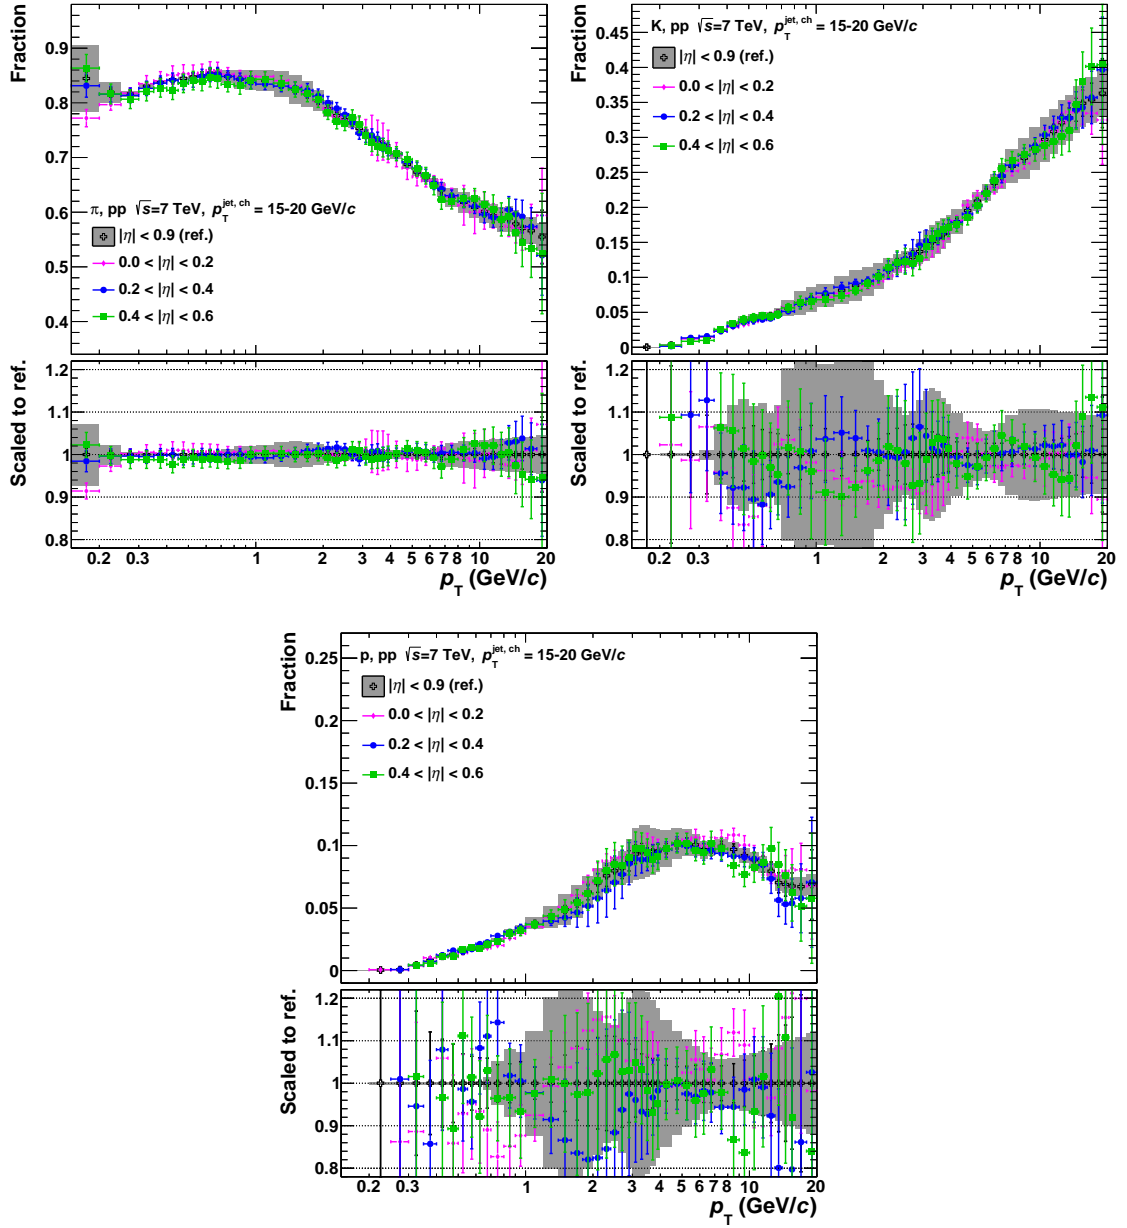 Fraction
0.9
0.8
0.7
0.6
0.5
0.4
π, pp √s=7 TeV, p_T^{jet, ch} = 15-20 GeV/c
|η| < 0.9 (ref.)
0.0 < |η| < 0.2
0.2 < |η| < 0.4
0.4 < |η| < 0.6
Scaled to ref.
1.2
1.1
1
0.9
0.8
0.2 0.3 1 2 3 4 5 6 7 8 10 20
p_T (GeV/c)
Fraction
0.45
0.4
0.35
0.3
0.25
0.2
0.15
0.1
0.05
0
K, pp √s=7 TeV, p_T^{jet, ch} = 15-20 GeV/c
|η| < 0.9 (ref.)
0.0 < |η| < 0.2
0.2 < |η| < 0.4
0.4 < |η| < 0.6
Scaled to ref.
1.2
1.1
1
0.9
0.8
0.2 0.3 1 2 3 4 5 6 7 8 10 20
p_T (GeV/c)
Fraction
0.25
0.2
0.15
0.1
0.05
0
p, pp √s=7 TeV, p_T^{jet, ch} = 15-20 GeV/c
|η| < 0.9 (ref.)
0.0 < |η| < 0.2
0.2 < |η| < 0.4
0.4 < |η| < 0.6
Scaled to ref.
1.2
1.1
1
0.9
0.8
0.2 0.3 1 2 3 4 5 6 7 8 10 20
p_T (GeV/c)